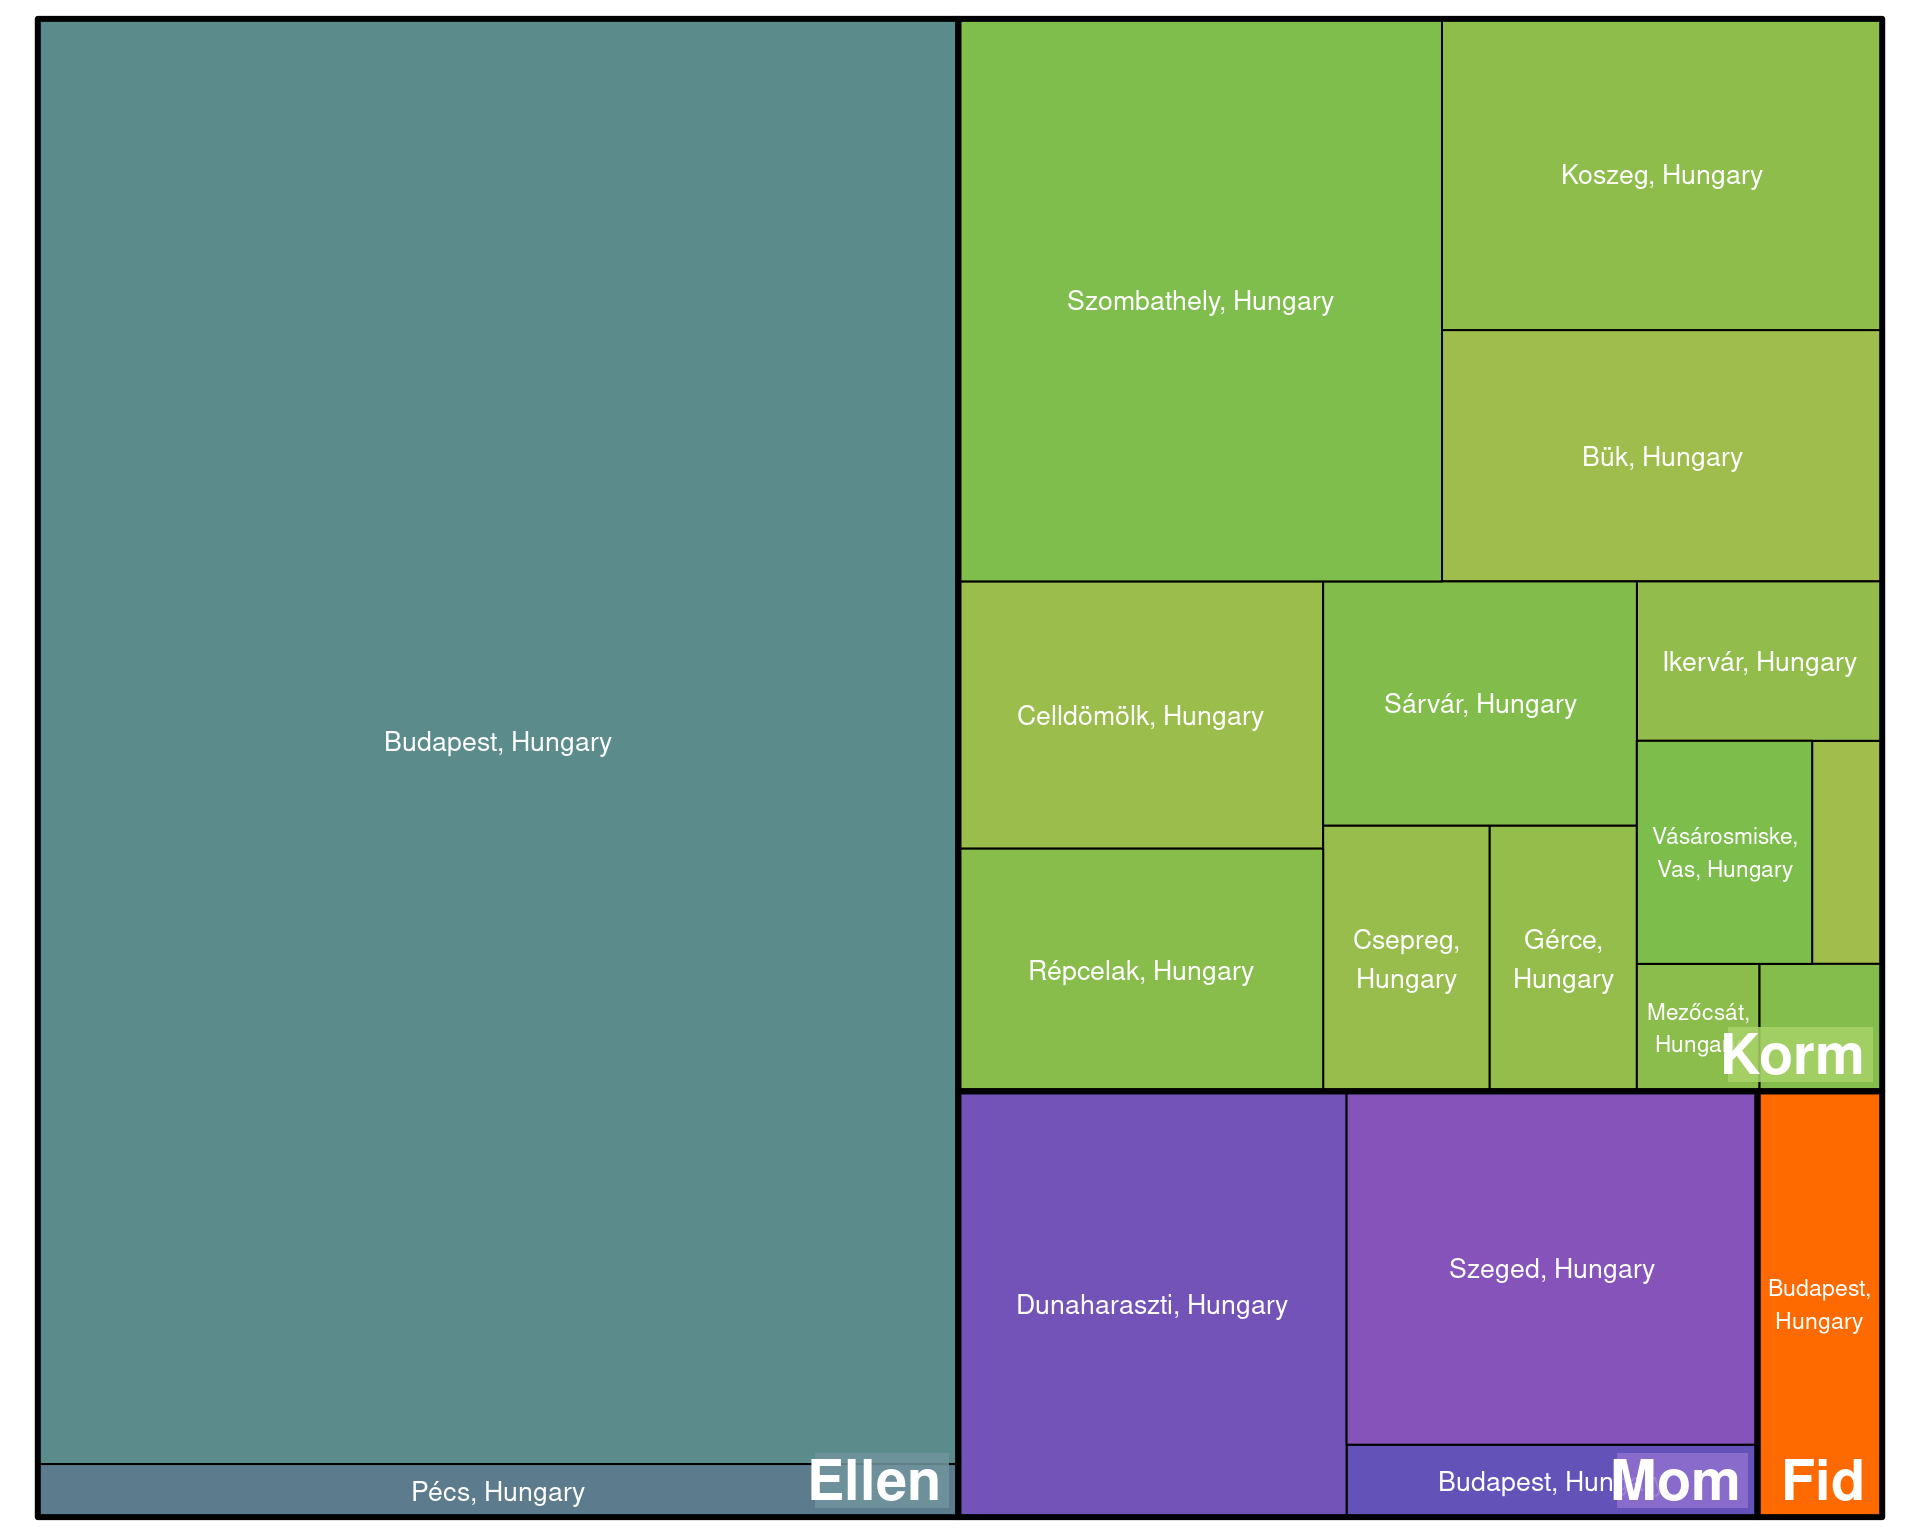 Budapest, Hungary
Pécs, Hungary
Ellen
Szombathely, Hungary
Koszeg, Hungary
Bük, Hungary
Celldömölk, Hungary
Répcelak, Hungary
Sárvár, Hungary
Csepreg,
Hungary
Gérce,
Hungary
Ikervár, Hungary
Vásárosmiske,
Vas, Hungary
Mezőcsát,
Korm
Dunaharaszti, Hungary
Szeged, Hungary
Budapest,
Mom
Budapest,
Hungary
Fid